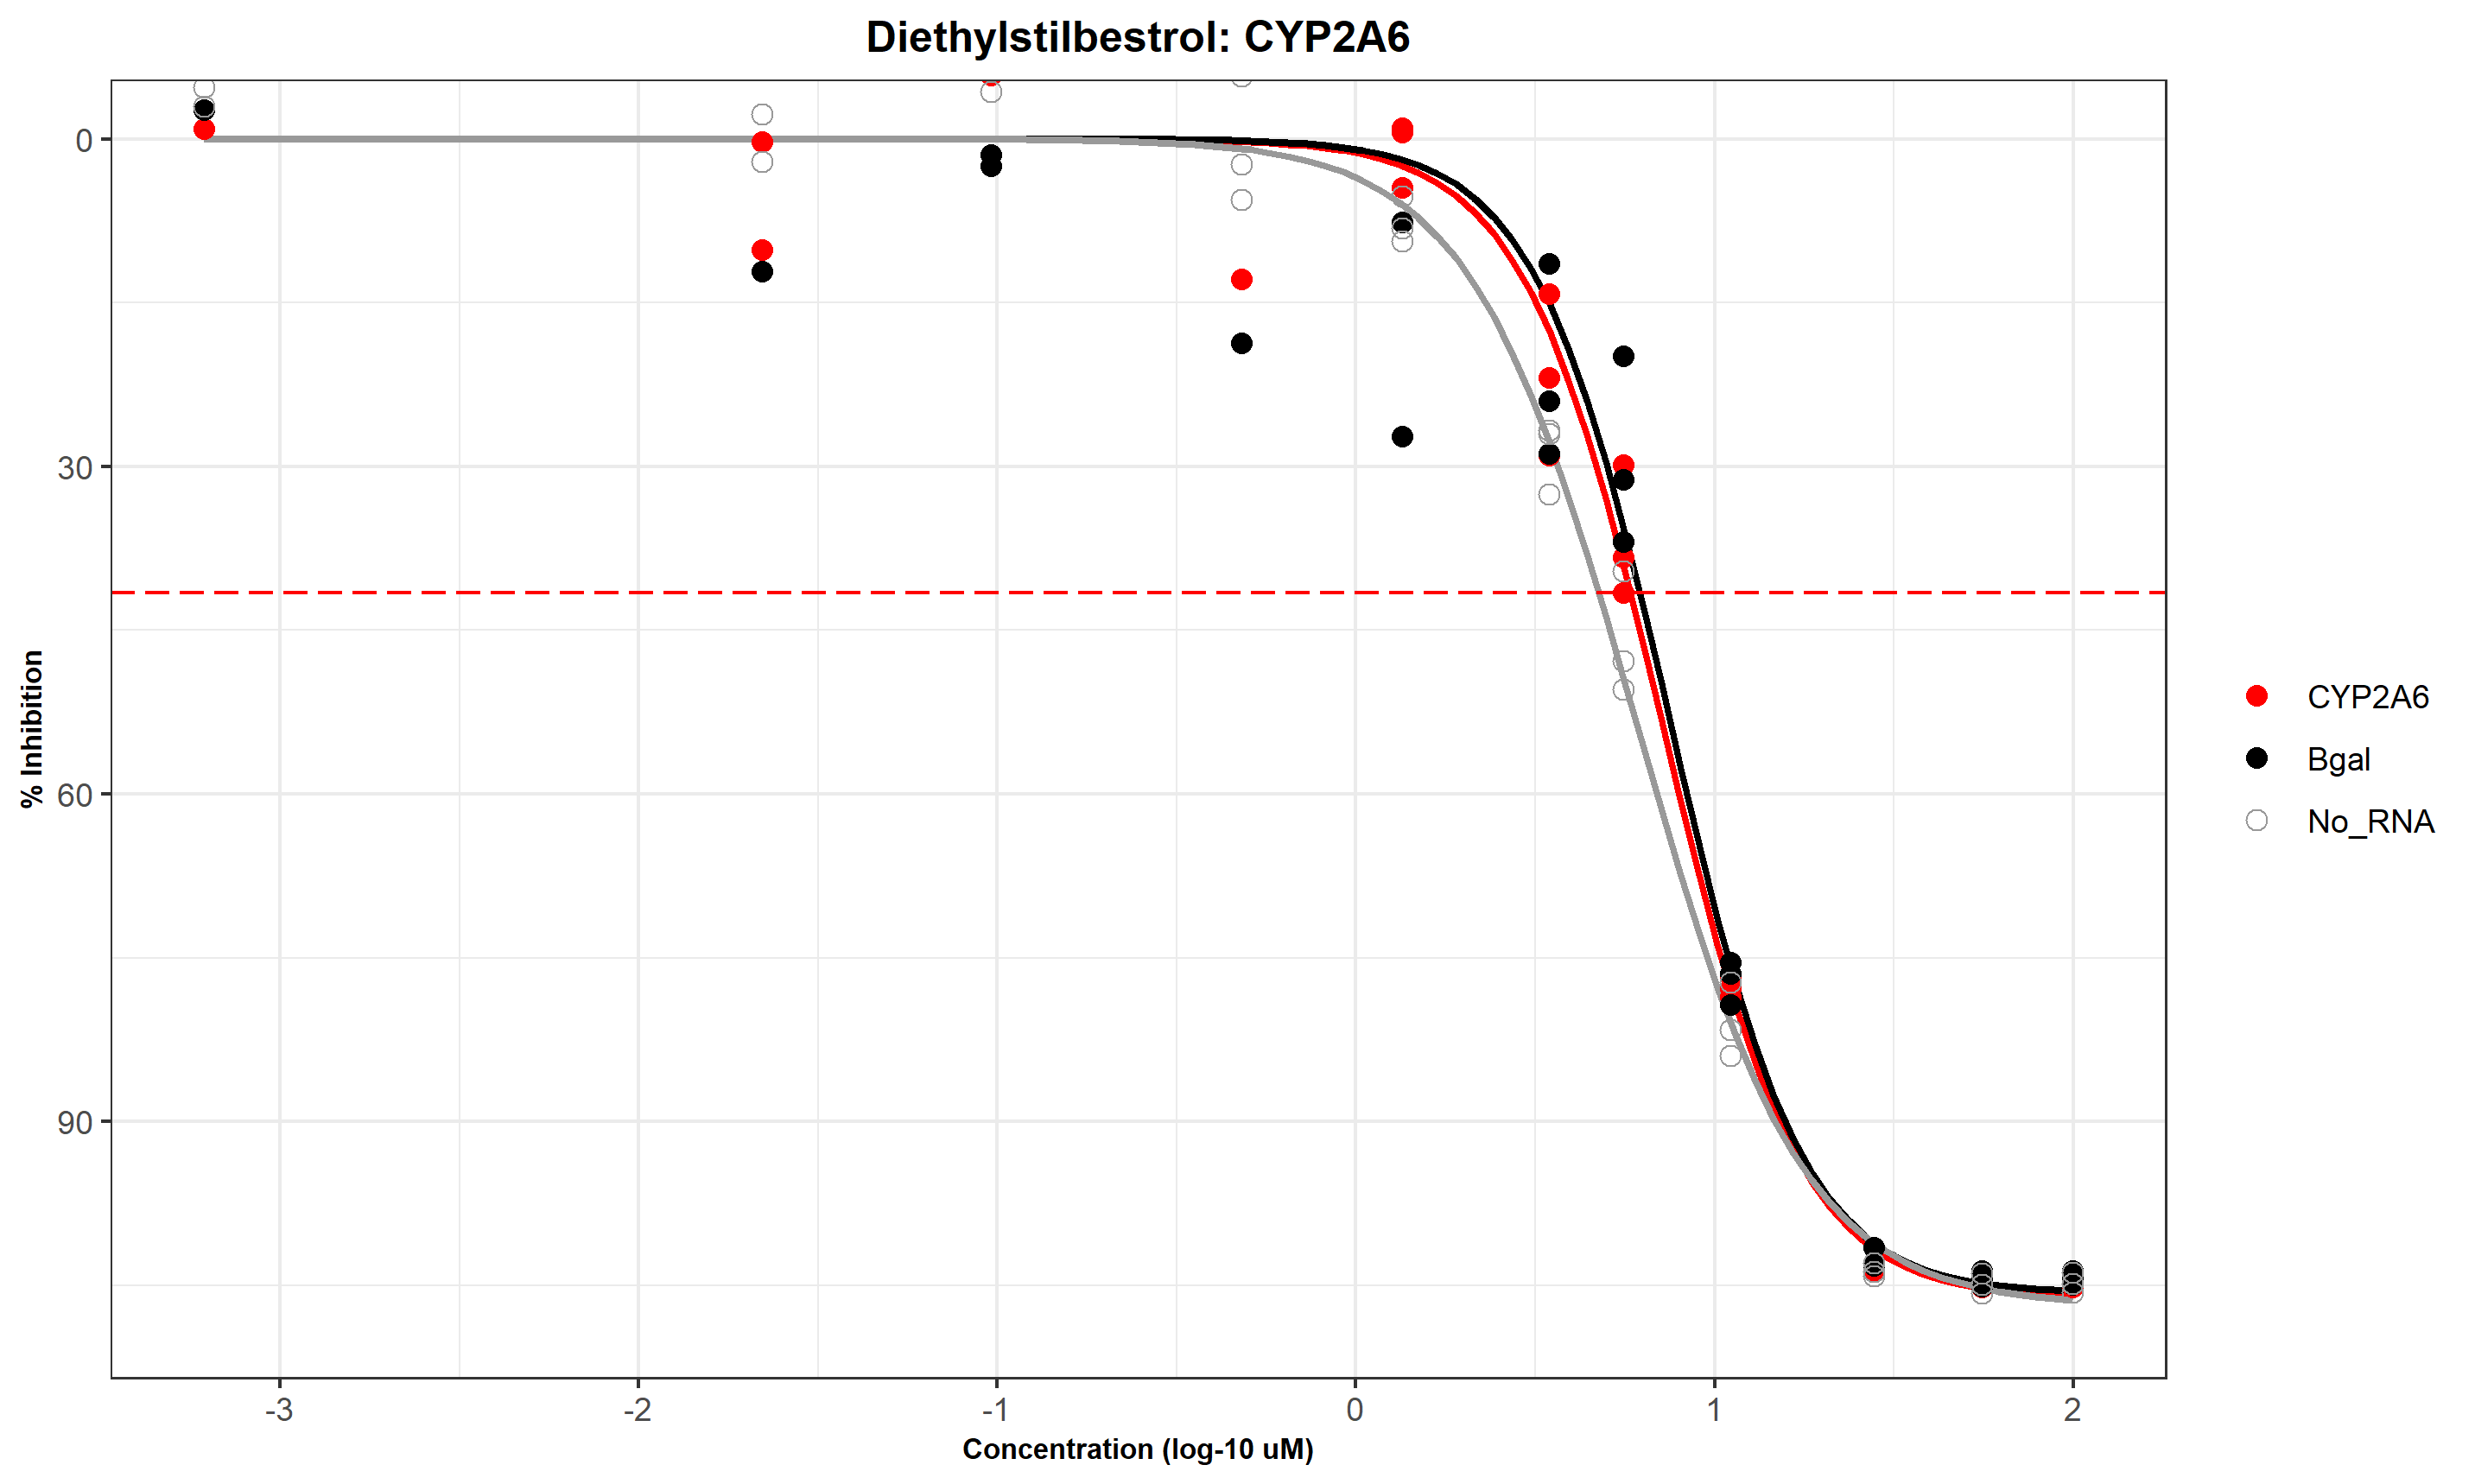 Diethylstilbestrol: CYP2A6
% Inhibition
0
30
60
90
-3
-2
-1
0
1
2
Concentration (log-10 uM)
CYP2A6
Bgal
No_RNA